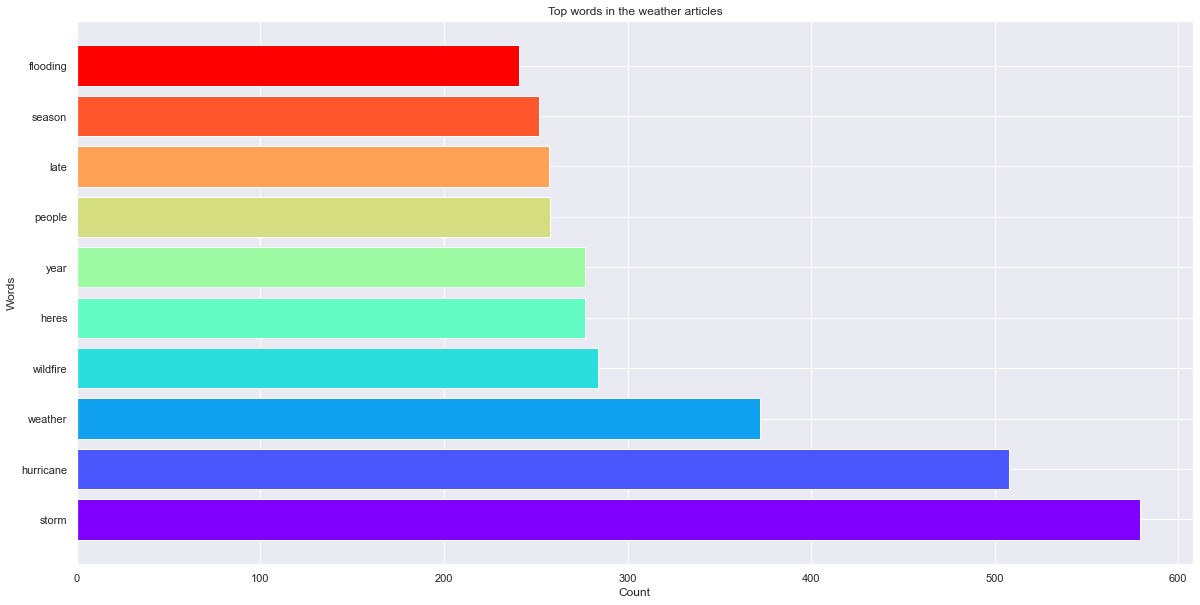 Top words in the weather articles
flooding
season
late
people
year
heres
wildfire
weather
hurricane
storm
Words
0 100 200 300 400 500 600
Count